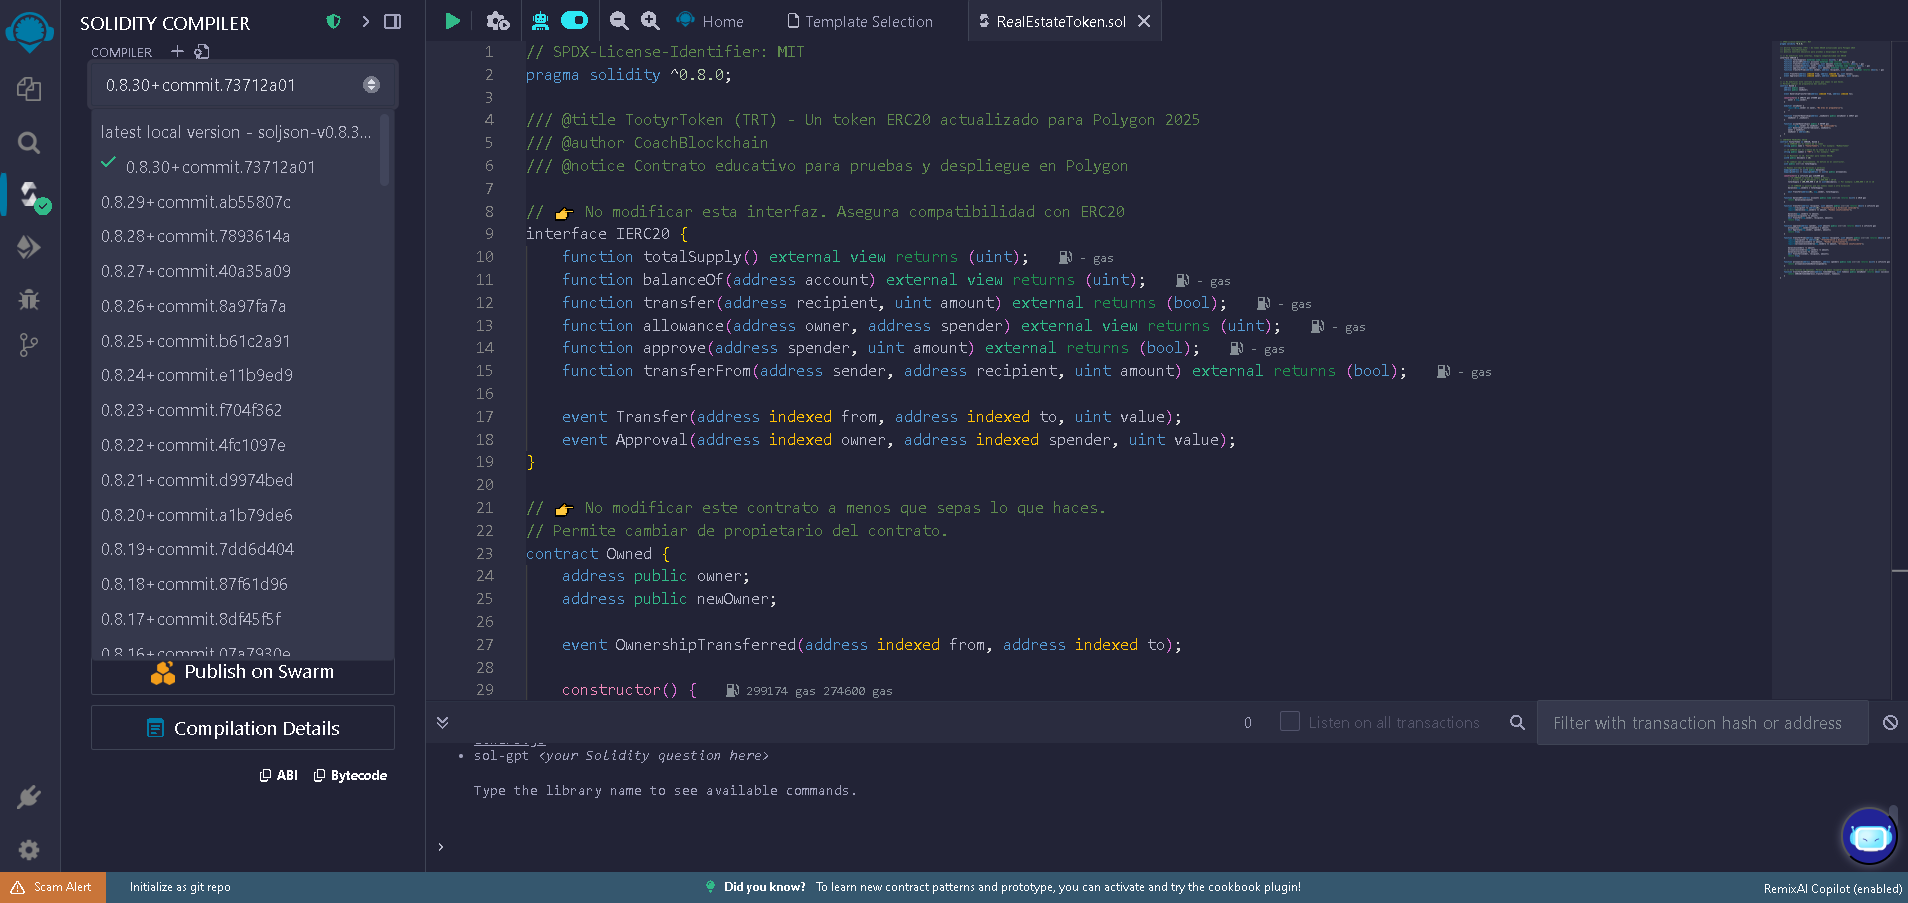 SOLIDITY COMPILER
COMPILER
0.8.30+commit.73712a01
latest local version - soljson-v0.8.3...
0.8.30+commit.73712a01
0.8.29+commit.ab55807c
0.8.28+commit.7893614a
0.8.27+commit.40a35a09
0.8.26+commit.8a97fa7a
0.8.25+commit.b61c2a91
0.8.24+commit.e11b9ed9
0.8.23+commit.f704f362
0.8.22+commit.4fc1097e
0.8.21+commit.d9974bed
0.8.20+commit.a1b79de6
0.8.19+commit.7dd6d404
0.8.18+commit.87f61d96
0.8.17+commit.8df45f5f
0.8.16+commit.07a7930e
Publish on Swarm
Compilation Details
ABI Bytecode
Home Template Selection RealEstateToken.sol
1 // SPDX-License-Identifier: MIT
2 pragma solidity ^0.8.0;
3
4 /// @title TootyrToken (TRT) - Un token ERC20 actualizado para Polygon 2025
5 /// @author CoachBlockchain
6 /// @notice Contrato educativo para pruebas y despliegue en Polygon
7
8 // 👉 No modificar esta interfaz. Asegura compatibilidad con ERC20
9 interface IERC20 {
10 function totalSupply() external view returns (uint); - gas
11 function balanceOf(address account) external view returns (uint); - gas
12 function transfer(address recipient, uint amount) external returns (bool); - gas
13 function allowance(address owner, address spender) external view returns (uint); - gas
14 function approve(address spender, uint amount) external returns (bool); - gas
15 function transferFrom(address sender, address recipient, uint amount) external returns (bool); - gas
16
17 event Transfer(address indexed from, address indexed to, uint value);
18 event Approval(address indexed owner, address indexed spender, uint value);
19 }
20
21 // 👉 No modificar este contrato a menos que sepas lo que haces.
22 // Permite cambiar de propietario del contrato.
23 contract Owned {
24 address public owner;
25 address public newOwner;
26
27 event OwnershipTransferred(address indexed from, address indexed to);
28
29 constructor() { 299174 gas 274600 gas
0 Listen on all transactions Filter with transaction hash or address
• sol-gpt <your Solidity question here>
Type the library name to see available commands.
>
Scam Alert Initialize as git repo Did you know? To learn new contract patterns and prototype, you can activate and try the cookbook plugin! RemixAI Copilot (enabled)